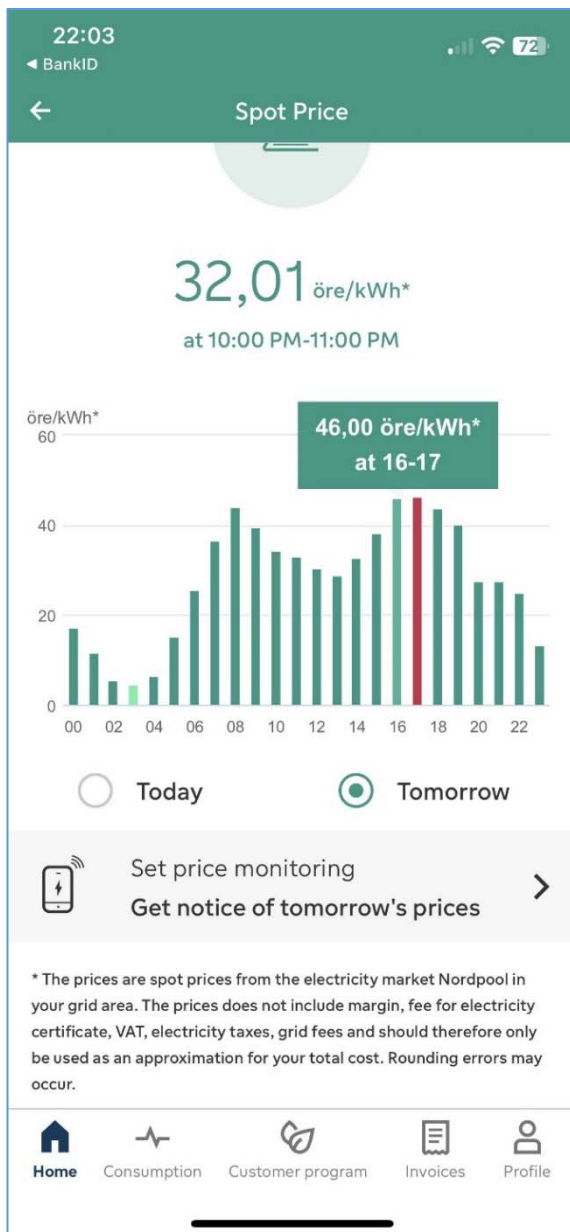 22:03
72
◀ BankID
Spot Price
32,01 öre/kWh*
at 10:00 PM-11:00 PM
öre/kWh*
46,00 öre/kWh*
at 16-17
60
40
20
0
00 02 04 06 08 10 12 14 16 18 20 22
Today Tomorrow
Set price monitoring
Get notice of tomorrow's prices
* The prices are spot prices from the electricity market Nordpool in
your grid area. The prices does not include margin, fee for electricity
certificate, VAT, electricity taxes, grid fees and should therefore only
be used as an approximation for your total cost. Rounding errors may
occur.
Home Consumption Customer program Invoices Profile